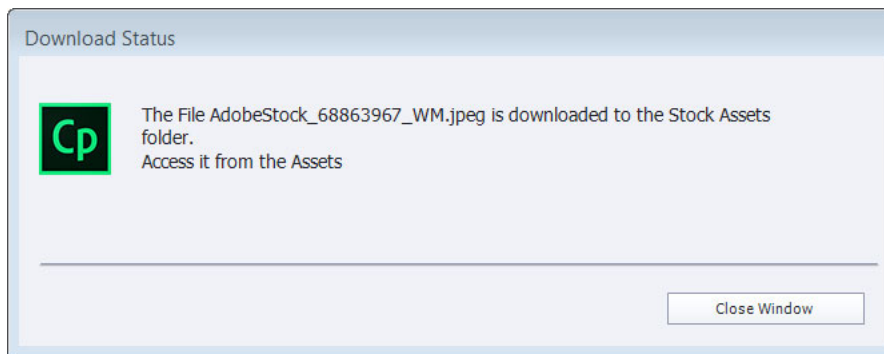 Download Status
Cp
The File AdobeStock_68863967_WM.jpeg is downloaded to the Stock Assets
folder.
Access it from the Assets
Close Window